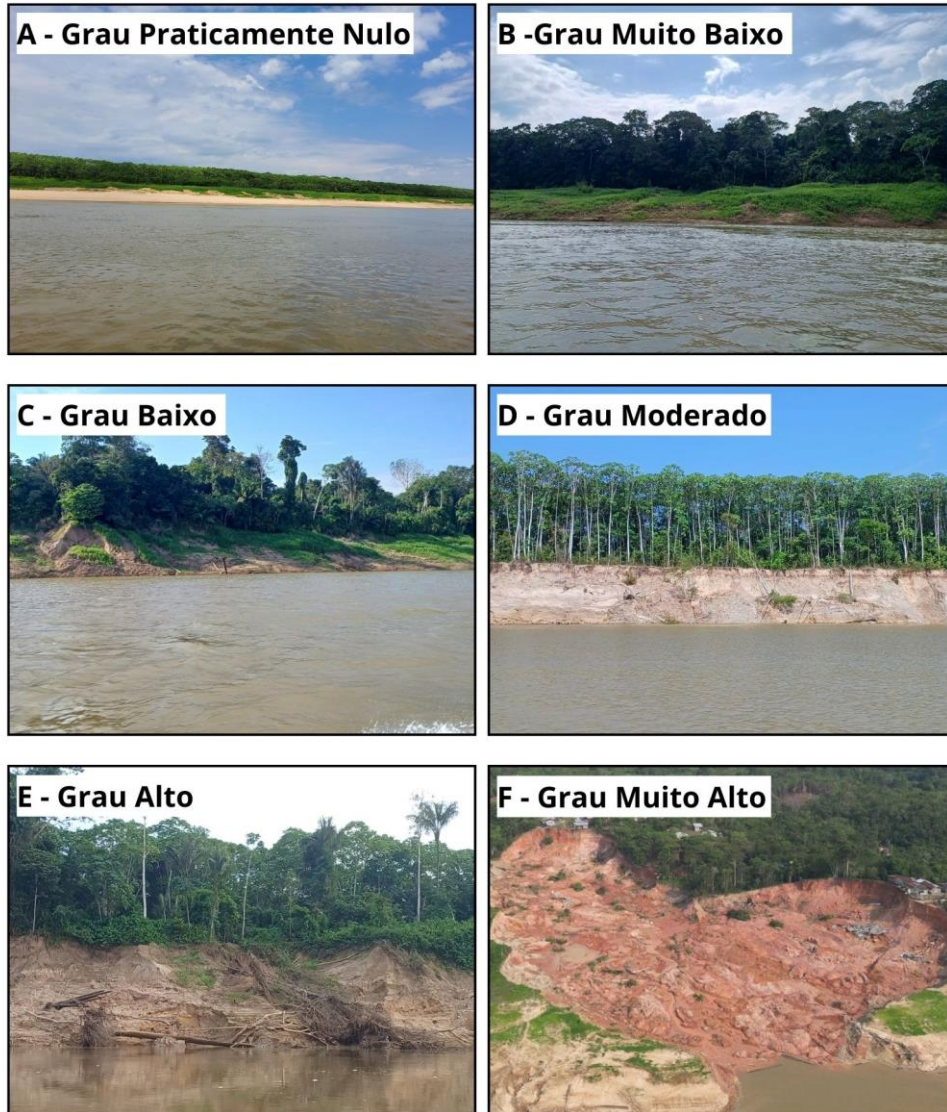 A - Grau Praticamente Nulo
B -Grau Muito Baixo
C - Grau Baixo
D - Grau Moderado
E - Grau Alto
F - Grau Muito Alto